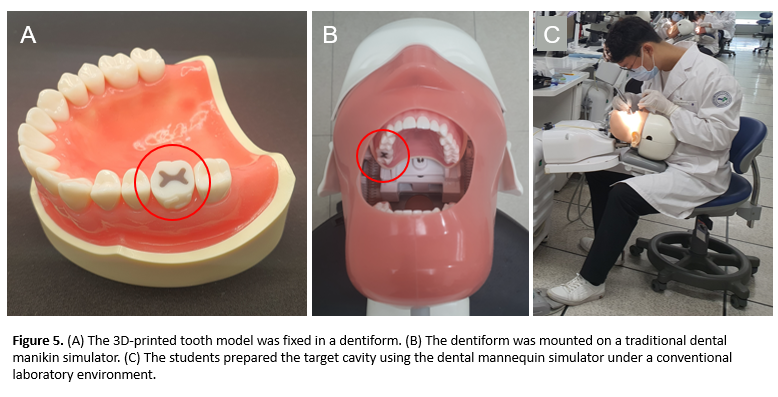 A
B
C
Figure 5. (A) The 3D-printed tooth model was fixed in a dentiform. (B) The dentiform was mounted on a traditional dental
manikin simulator. (C) The students prepared the target cavity using the dental mannequin simulator under a conventional
laboratory environment.